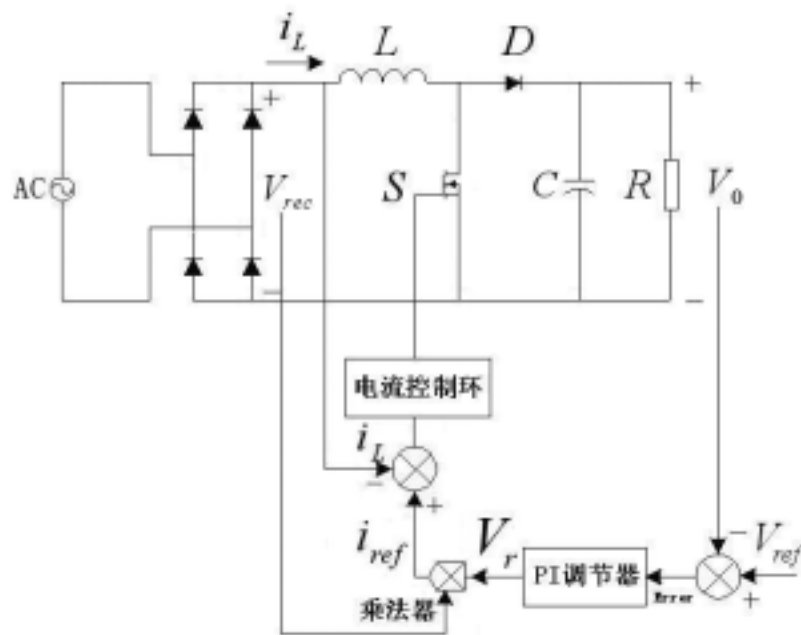 i_L
L
D
+
+
AC
V_rec
S
C
R
V_0
−
−
电流控制环
i_L
−
+
i_ref
V_r
PI调节器
Error
−
V_ref
+
乘法器